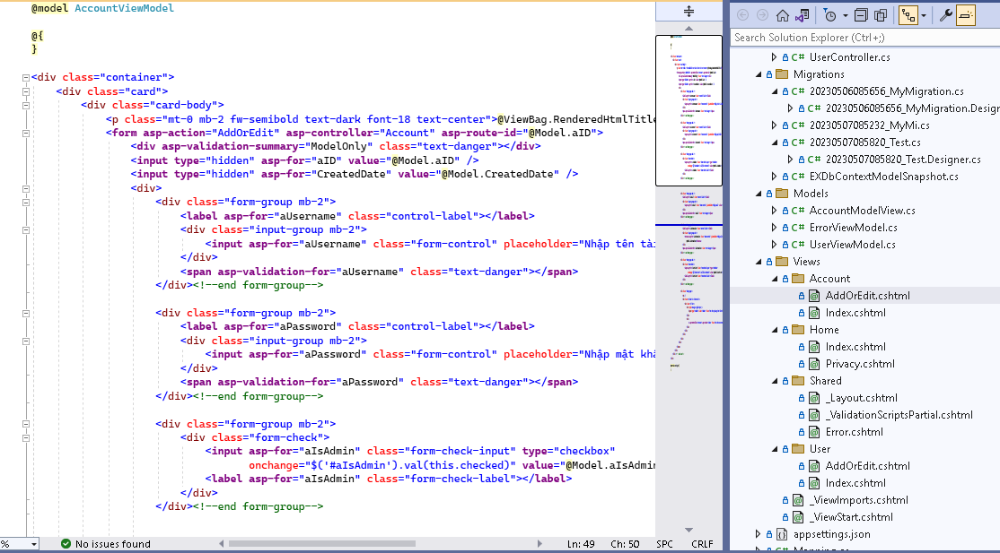 @model AccountViewModel
@{
}
<div class="container">
<div class="card">
<div class="card-body">
<p class="mt-0 mb-2 fw-semibold text-dark font-18 text-center">@ViewBag.RenderedHtmlTitle
<form asp-action="AddOrEdit" asp-controller="Account" asp-route-id="@Model.aID">
<div asp-validation-summary="ModelOnly" class="text-danger"></div>
<input type="hidden" asp-for="aID" value="@Model.aID" />
<input type="hidden" asp-for="CreatedDate" value="@Model.CreatedDate" />
<div>
<div class="form-group mb-2">
<label asp-for="aUsername" class="control-label"></label>
<div class="input-group mb-2">
<input asp-for="aUsername" class="form-control" placeholder="Nhập tên tài
</div>
<span asp-validation-for="aUsername" class="text-danger"></span>
</div><!--end form-group-->
<div class="form-group mb-2">
<label asp-for="aPassword" class="control-label"></label>
<div class="input-group mb-2">
<input asp-for="aPassword" class="form-control" placeholder="Nhập mật khẩ
</div>
<span asp-validation-for="aPassword" class="text-danger"></span>
</div><!--end form-group-->
<div class="form-group mb-2">
<div class="form-check">
<input asp-for="aIsAdmin" class="form-check-input" type="checkbox"
onchange="$('#aIsAdmin').val(this.checked)" value="@Model.aIsAdmin
<label asp-for="aIsAdmin" class="form-check-label"></label>
</div>
</div><!--end form-group-->
% No issues found Ln: 49 Ch: 50 SPC CRLF
Search Solution Explorer (Ctrl+;)
C# UserController.cs
Migrations
C# 20230506085656_MyMigration.cs
C# 20230506085656_MyMigration.Design
C# 20230507085232_MyMi.cs
C# 20230507085820_Test.cs
C# 20230507085820_Test.Designer.cs
C# EXDbContextModelSnapshot.cs
Models
C# AccountModelView.cs
C# ErrorViewModel.cs
C# UserViewModel.cs
Views
Account
AddOrEdit.cshtml
Index.cshtml
Home
Index.cshtml
Privacy.cshtml
Shared
_Layout.cshtml
_ValidationScriptsPartial.cshtml
Error.cshtml
User
AddOrEdit.cshtml
Index.cshtml
_ViewImports.cshtml
_ViewStart.cshtml
appsettings.json